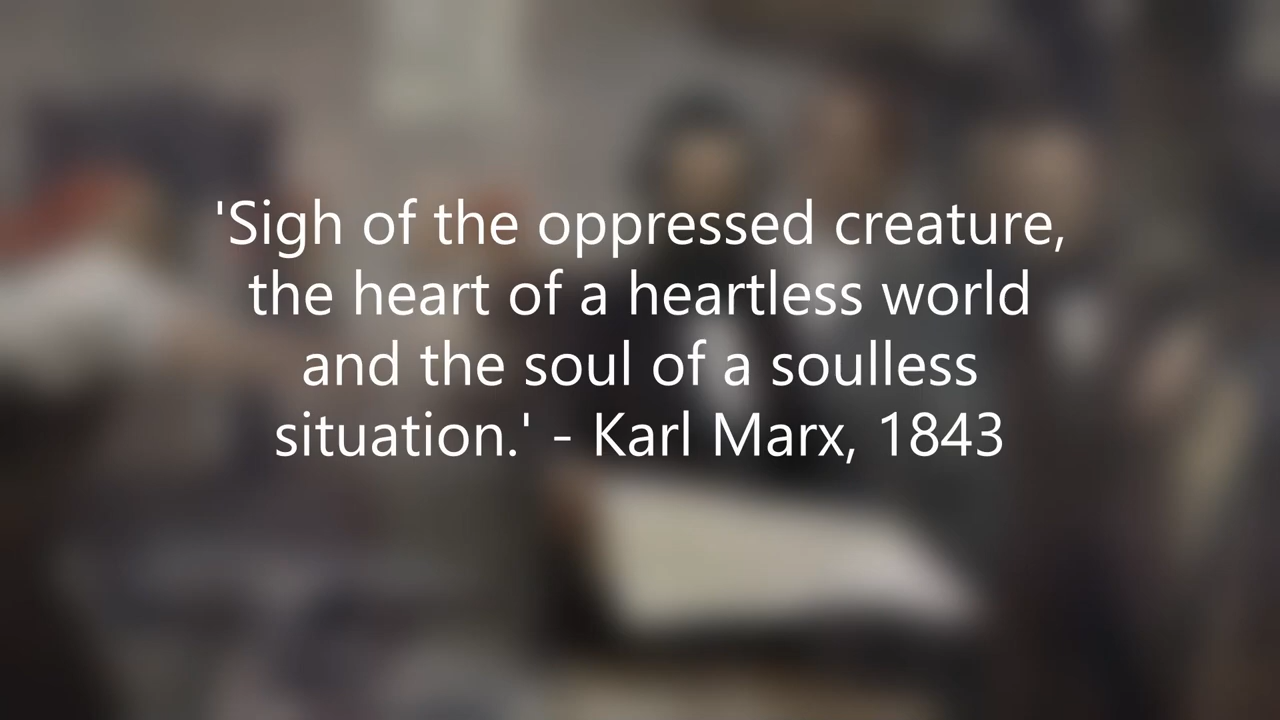 'Sigh of the oppressed creature,
the heart of a heartless world
and the soul of a soulless
situation.' - Karl Marx, 1843